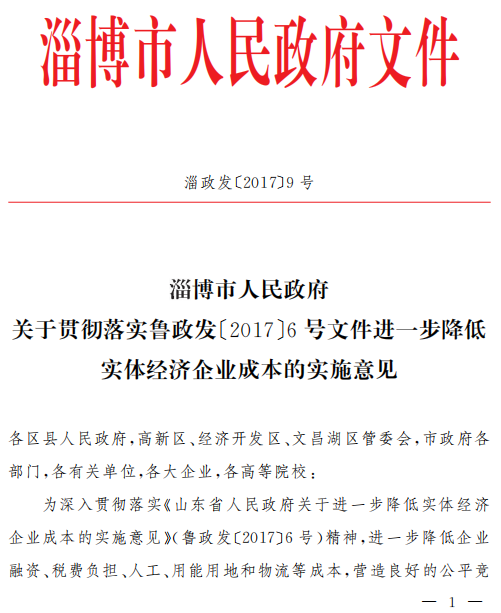 淄博市人民政府文件
淄政发〔2017〕9 号
淄博市人民政府
关于贯彻落实鲁政发〔2017〕6 号文件进一步降低
实体经济企业成本的实施意见
各区县人民政府,高新区、经济开发区、文昌湖区管委会,市政府各
部门,各有关单位,各大企业,各高等院校:
为深入贯彻落实《山东省人民政府关于进一步降低实体经济
企业成本的实施意见》(鲁政发〔2017〕6 号)精神,进一步降低企业
融资、税费负担、人工、用能用地和物流等成本,营造良好的公平竞
— 1 —